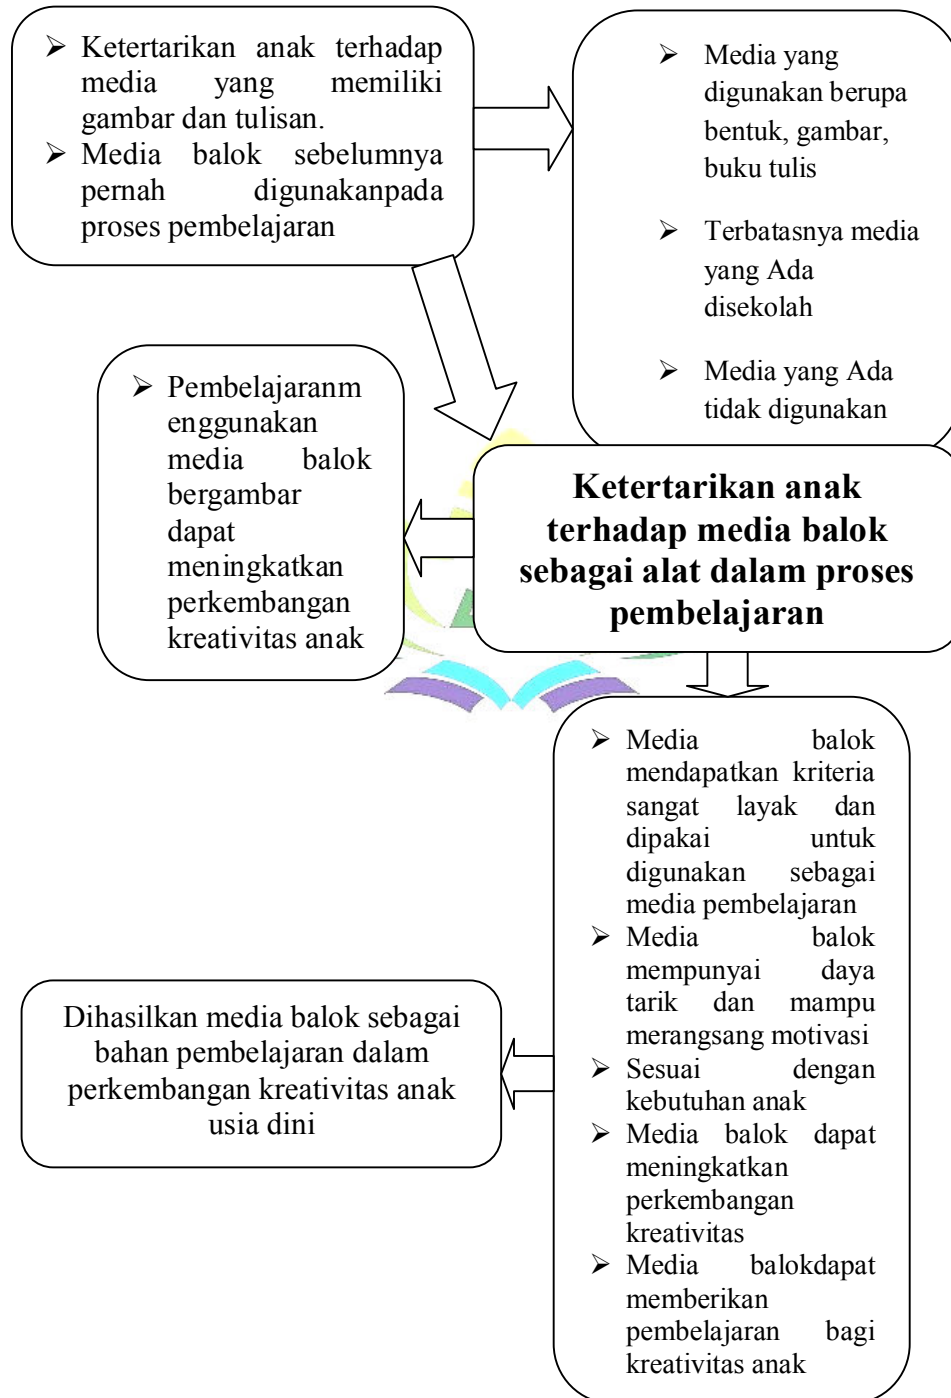 ➢ Ketertarikan anak terhadap
media yang memiliki
gambar dan tulisan.
➢ Media balok sebelumnya
pernah digunakanpada
proses pembelajaran
➢ Media yang
digunakan berupa
bentuk, gambar,
buku tulis
➢ Terbatasnya media
yang Ada
disekolah
➢ Media yang Ada
tidak digunakan
➢ Pembelajaranm
enggunakan
media balok
bergambar
dapat
meningkatkan
perkembangan
kreativitas anak
Ketertarikan anak
terhadap media balok
sebagai alat dalam proses
pembelajaran
➢ Media balok
mendapatkan kriteria
sangat layak dan
dipakai untuk
digunakan sebagai
media pembelajaran
➢ Media balok
mempunyai daya
tarik dan mampu
merangsang motivasi
➢ Sesuai dengan
kebutuhan anak
➢ Media balok dapat
meningkatkan
perkembangan
kreativitas
➢ Media balokdapat
memberikan
pembelajaran bagi
kreativitas anak
Dihasilkan media balok sebagai
bahan pembelajaran dalam
perkembangan kreativitas anak
usia dini